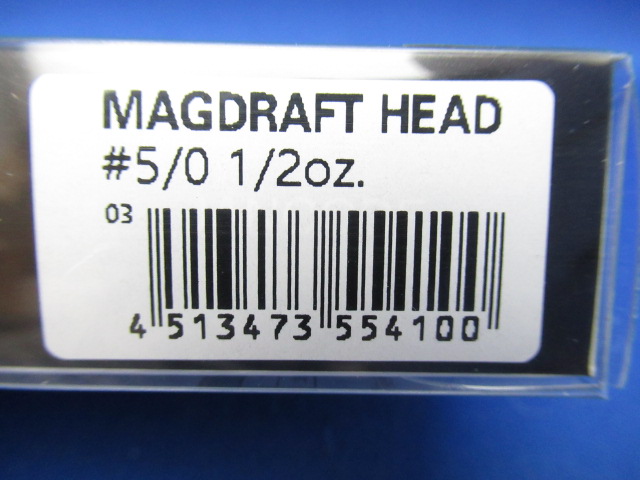 MAGDRAFT HEAD
#5/0 1/2oz.
03
4 513473 554100